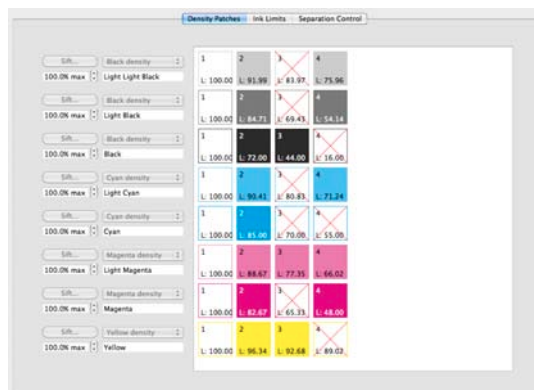 Density Patches Ink Limits Separation Control
Sift... Black density
100.0% max Light Light Black
1 2 3 4
L: 100.00 L: 91.99 L: 83.97 L: 75.96
Sift... Black density
100.0% max Light Black
1 2 3 4
L: 100.00 L: 84.71 L: 69.43 L: 54.14
Sift... Black density
100.0% max Black
1 2 3 4
L: 100.00 L: 72.00 L: 44.00 L: 16.00
Sift... Cyan density
100.0% max Light Cyan
1 2 3 4
L: 100.00 L: 90.41 L: 80.83 L: 71.24
Sift... Cyan density
100.0% max Cyan
1 2 3 4
L: 100.00 L: 85.00 L: 70.00 L: 55.00
Sift... Magenta density
100.0% max Light Magenta
1 2 3 4
L: 100.00 L: 88.67 L: 77.35 L: 66.02
Sift... Magenta density
100.0% max Magenta
1 2 3 4
L: 100.00 L: 82.67 L: 65.33 L: 48.00
Sift... Yellow density
100.0% max Yellow
1 2 3 4
L: 100.00 L: 96.34 L: 92.68 L: 89.02